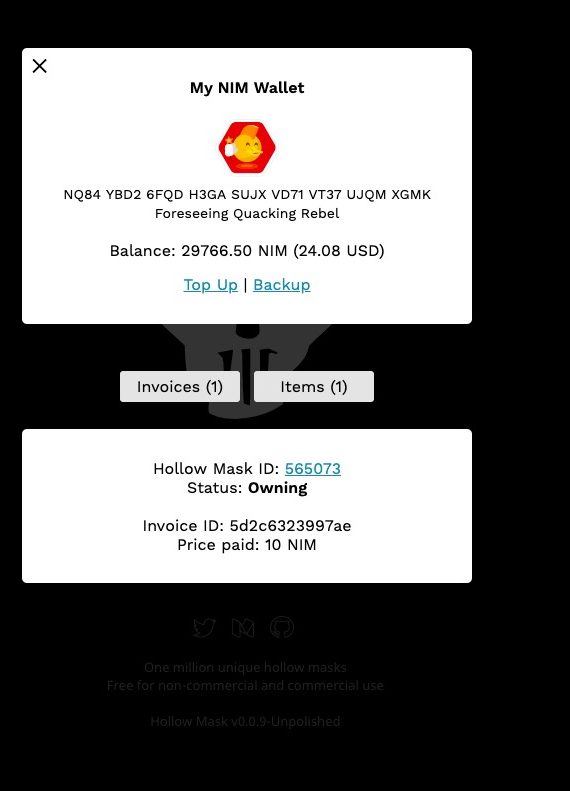 My NIM Wallet
NQ84 YBD2 6FQD H3GA SUJX VD71 VT37 UJQM XGMK
Foreseeing Quacking Rebel
Balance: 29766.50 NIM (24.08 USD)
Top Up | Backup
Invoices (1) Items (1)
Hollow Mask ID: 565073
Status: Owning
Invoice ID: 5d2c6323997ae
Price paid: 10 NIM
One million unique hollow masks
Free for non-commercial and commercial use
Hollow Mask v0.0.9-Unpolished